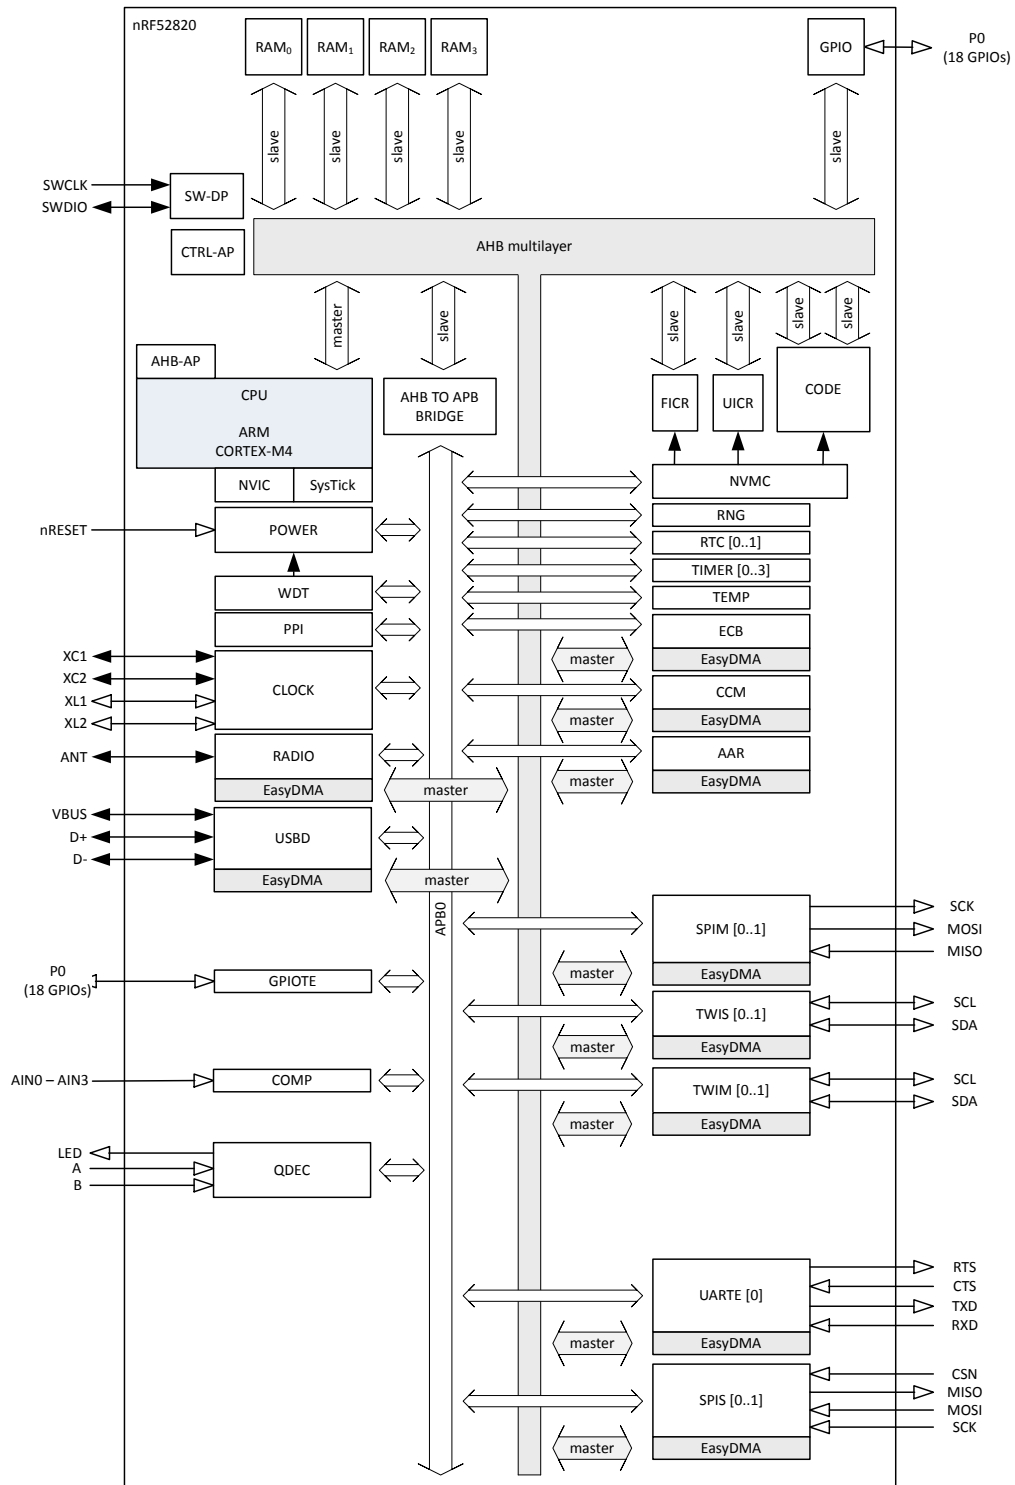 nRF52820
RAM0
RAM1
RAM2
RAM3
GPIO
P0
(18 GPIOs)
slave
slave
slave
slave
slave
SWCLK
SWDIO
SW-DP
CTRL-AP
AHB multilayer
master
slave
slave
slave
slave
slave
AHB-AP
CPU
ARM
CORTEX-M4
NVIC
SysTick
AHB TO APB
BRIDGE
FICR
UICR
CODE
NVMC
nRESET
POWER
RNG
RTC [0..1]
TIMER [0..3]
WDT
TEMP
PPI
ECB
EasyDMA
master
XC1
XC2
XL1
XL2
CLOCK
CCM
EasyDMA
master
ANT
RADIO
EasyDMA
master
AAR
EasyDMA
master
VBUS
D+
D-
USBD
EasyDMA
master
APB0
SPIM [0..1]
EasyDMA
master
SCK
MOSI
MISO
P0
(18 GPIOs)
GPIOTE
TWIS [0..1]
EasyDMA
master
SCL
SDA
AIN0 – AIN3
COMP
TWIM [0..1]
EasyDMA
master
SCL
SDA
LED
A
B
QDEC
UARTE [0]
EasyDMA
master
RTS
CTS
TXD
RXD
SPIS [0..1]
EasyDMA
master
CSN
MISO
MOSI
SCK